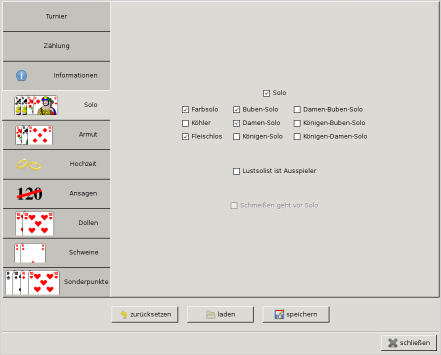 Turnier
Zählung
Informationen
Solo
Armut
Hochzeit
120 Ansagen
Dollen
Schweine
Sonderpunkte
Solo
Farbsolo Buben-Solo Damen-Buben-Solo
Köhler Damen-Solo Königen-Buben-Solo
Fleischlos Königen-Solo Königen-Damen-Solo
Lustsolist ist Ausspieler
Schmeißen geht vor Solo
zurücksetzen laden speichern
schließen